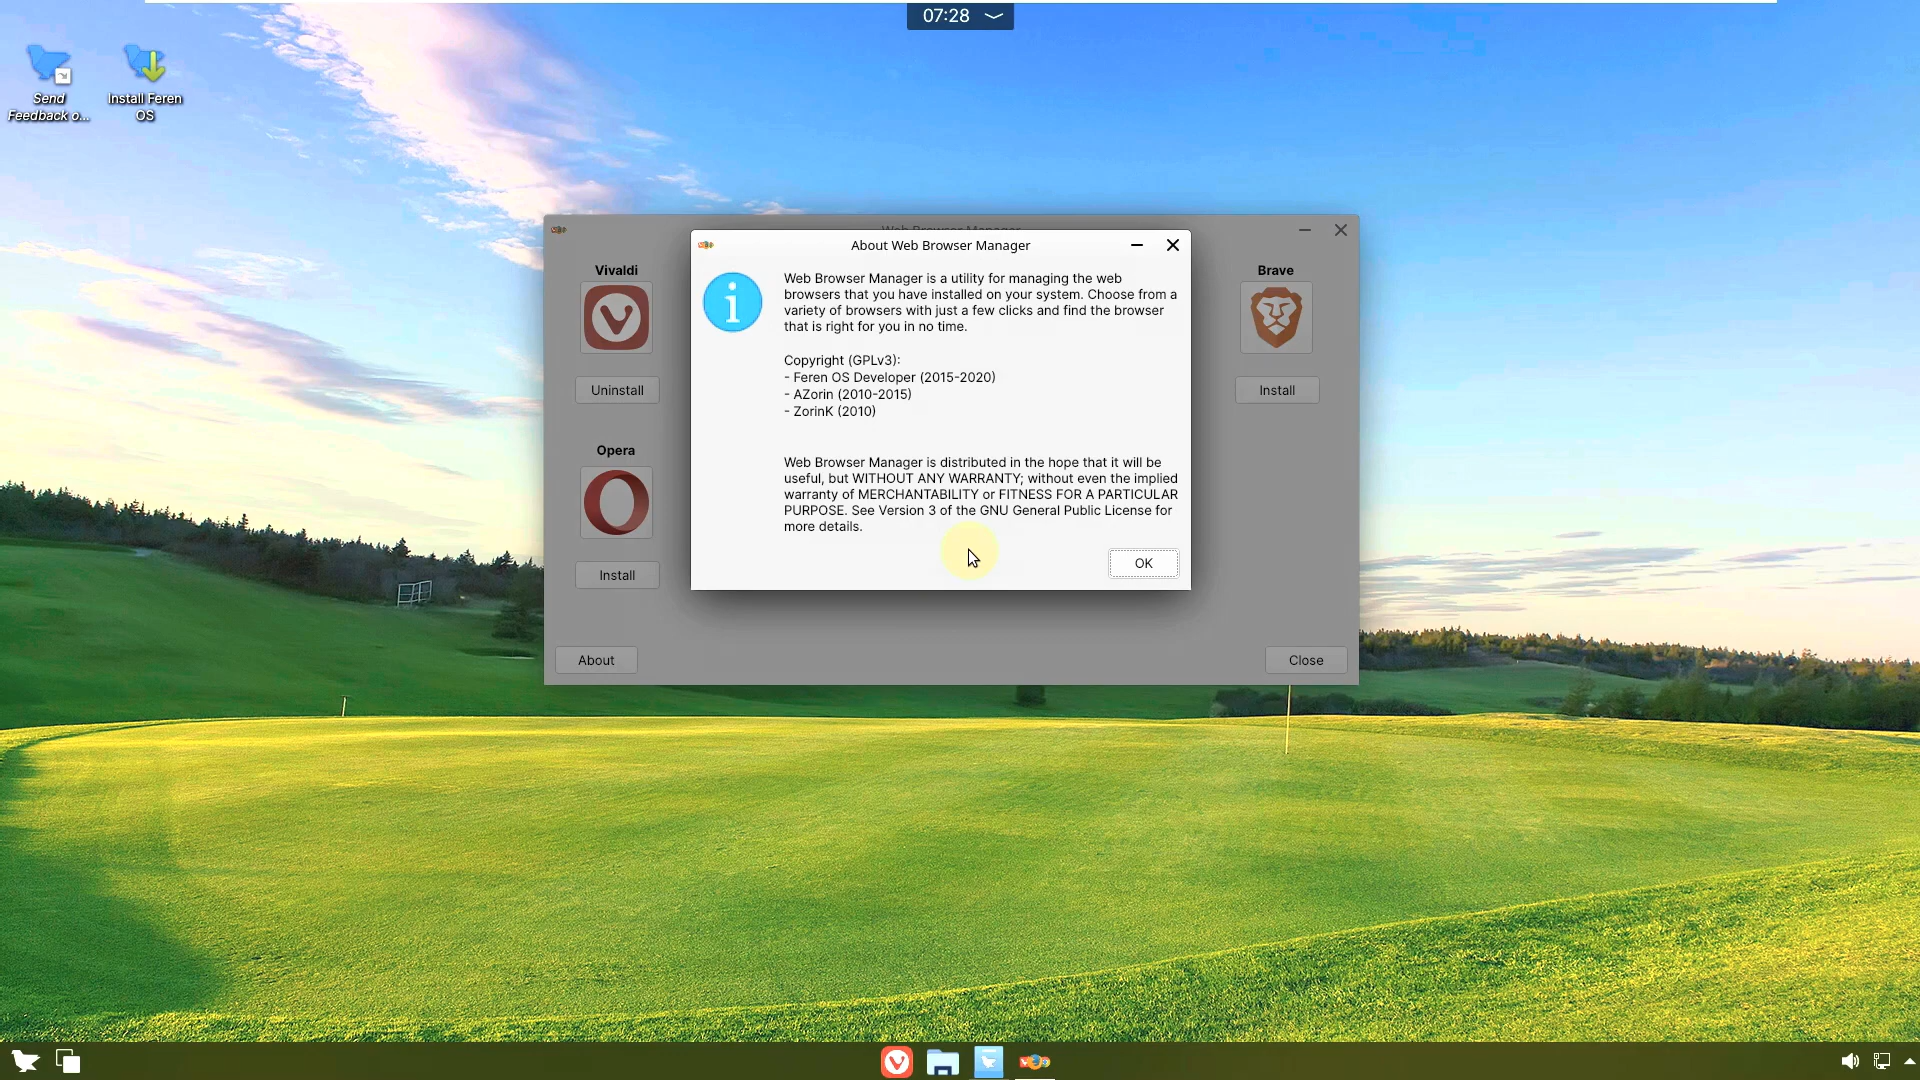 07:28
Send
Feedback o...
Install Feren
OS
About Web Browser Manager
Web Browser Manager is a utility for managing the web
browsers that you have installed on your system. Choose from a
variety of browsers with just a few clicks and find the browser
that is right for you in no time.
Copyright (GPLv3):
- Feren OS Developer (2015-2020)
- AZorin (2010-2015)
- ZorinK (2010)
Web Browser Manager is distributed in the hope that it will be
useful, but WITHOUT ANY WARRANTY; without even the implied
warranty of MERCHANTABILITY or FITNESS FOR A PARTICULAR
PURPOSE. See Version 3 of the GNU General Public License for
more details.
OK
Vivaldi
Uninstall
Opera
Install
Brave
Install
About
Close